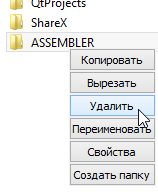 QtProjects
ShareX
ASSEMBLER
Копировать
Вырезать
Удалить
Переименовать
Свойства
Создать папку